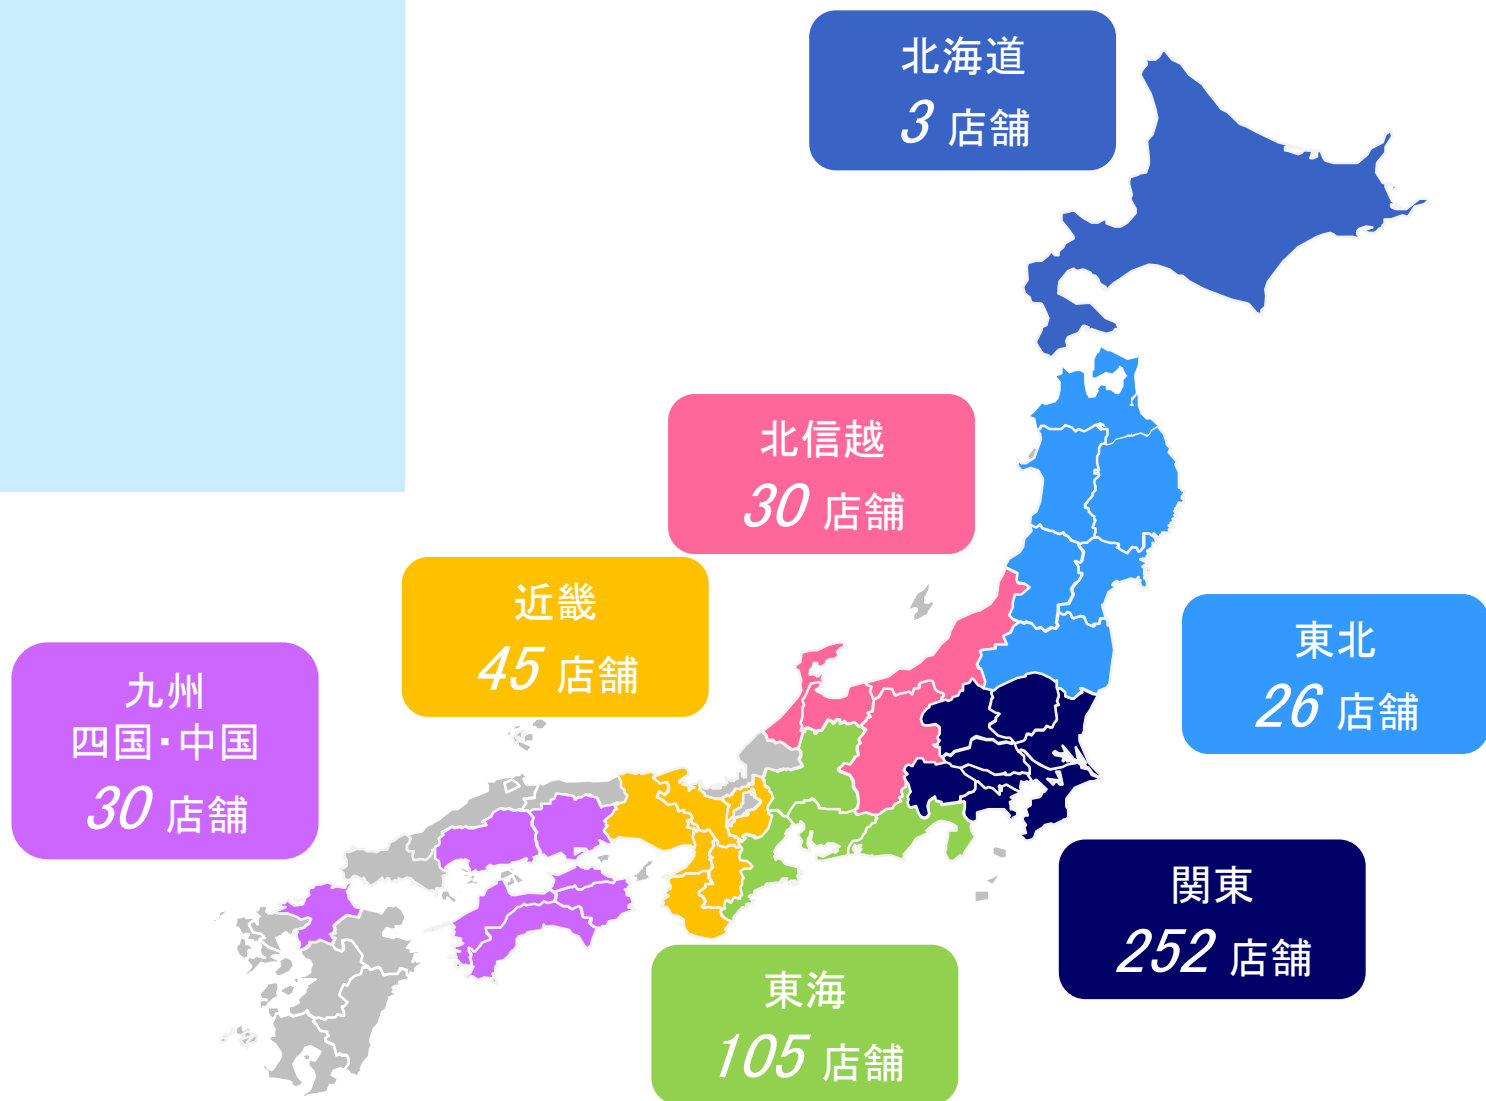 北海道
3 店舗
北信越
30 店舗
近畿
45 店舗
東北
26 店舗
九州
四国・中国
30 店舗
関東
252 店舗
東海
105 店舗